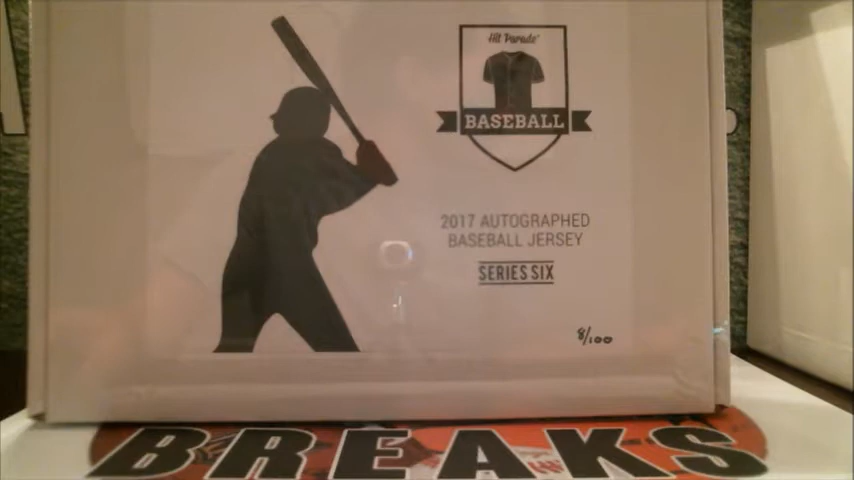 Hit Parade
BASEBALL
2017 AUTOGRAPHED
BASEBALL JERSEY
SERIES SIX
8/100
BREAKS